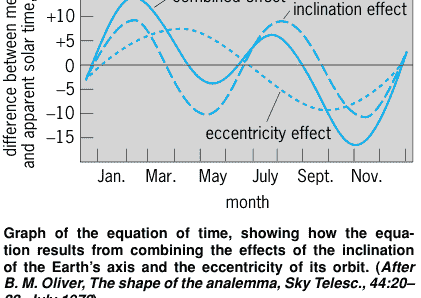 combined effect
inclination effect
+10
+5
0
−5
−10
−15
difference between me
and apparent solar time,
eccentricity effect
Jan. Mar. May July Sept. Nov.
month
Graph of the equation of time, showing how the equa-
tion results from combining the effects of the inclination
of the Earth's axis and the eccentricity of its orbit. (After
B. M. Oliver, The shape of the analemma, Sky Telesc., 44:20–
July 1972)